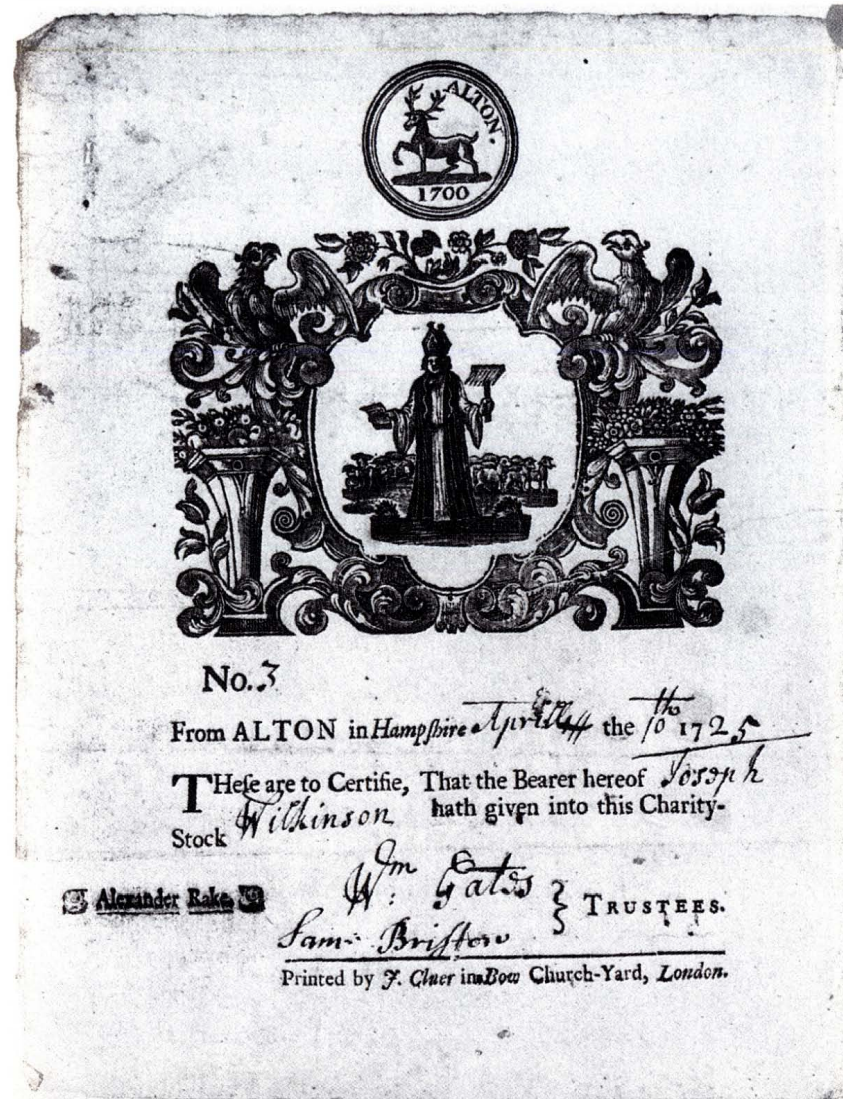 ALTON.
1700
No. 3
From ALTON in Hampshire Aprill the 10th 1725
THeſe are to Certifie, That the Bearer hereof Joseph
Wilkinson hath given into this Charity-
Stock
Wm: Gates
Alexander Rake. } TRUSTEES.
Sam: Briſtow
Printed by J. Cluer in Bow Church-Yard, London.